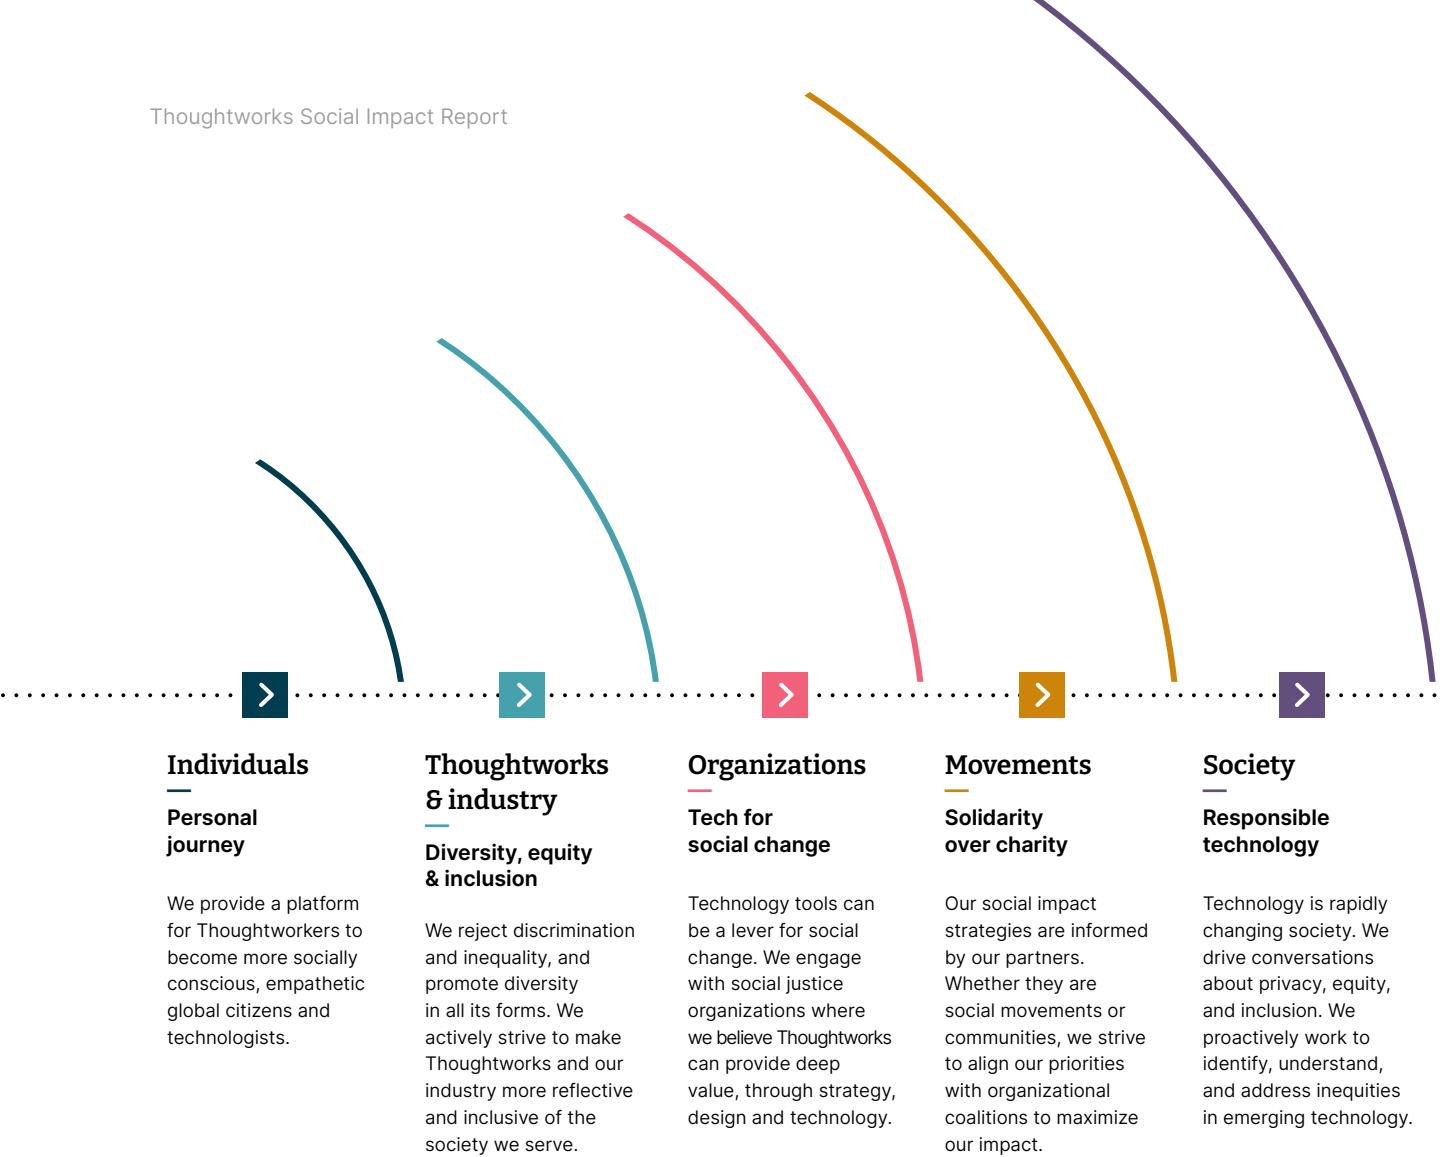 Thoughtworks Social Impact Report
Individuals
Personal
journey
We provide a platform
for Thoughtworkers to
become more socially
conscious, empathetic
global citizens and
technologists.
Thoughtworks
& industry
Diversity, equity
& inclusion
We reject discrimination
and inequality, and
promote diversity
in all its forms. We
actively strive to make
Thoughtworks and our
industry more reflective
and inclusive of the
society we serve.
Organizations
Tech for
social change
Technology tools can
be a lever for social
change. We engage
with social justice
organizations where
we believe Thoughtworks
can provide deep
value, through strategy,
design and technology.
Movements
Solidarity
over charity
Our social impact
strategies are informed
by our partners.
Whether they are
social movements or
communities, we strive
to align our priorities
with organizational
coalitions to maximize
our impact.
Society
Responsible
technology
Technology is rapidly
changing society. We
drive conversations
about privacy, equity,
and inclusion. We
proactively work to
identify, understand,
and address inequities
in emerging technology.